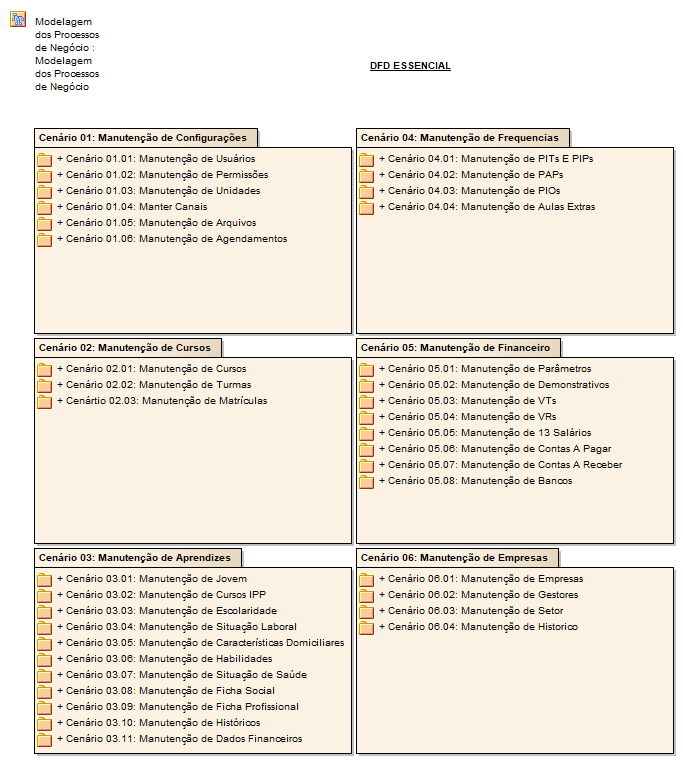 Modelagem
dos Processos
de Negócio :
Modelagem
dos Processos
de Negócio
DFD ESSENCIAL
Cenário 01: Manutenção de Configurações
+ Cenário 01.01: Manutenção de Usuários
+ Cenário 01.02: Manutenção de Permissões
+ Cenário 01.03: Manutenção de Unidades
+ Cenário 01.04: Manter Canais
+ Cenário 01.05: Manutenção de Arquivos
+ Cenário 01.06: Manutenção de Agendamentos
Cenário 04: Manutenção de Frequencias
+ Cenário 04.01: Manutenção de PITs E PIPs
+ Cenário 04.02: Manutenção de PAPs
+ Cenário 04.03: Manutenção de PIOs
+ Cenário 04.04: Manutenção de Aulas Extras
Cenário 02: Manutenção de Cursos
+ Cenário 02.01: Manutenção de Cursos
+ Cenário 02.02: Manutenção de Turmas
+ Cenártio 02.03: Manutenção de Matrículas
Cenário 05: Manutenção de Financeiro
+ Cenário 05.01: Manutenção de Parâmetros
+ Cenário 05.02: Manutenção de Demonstrativos
+ Cenário 05.03: Manutenção de VTs
+ Cenário 05.04: Manutenção de VRs
+ Cenário 05.05: Manutenção de 13 Salários
+ Cenário 05.06: Manutenção de Contas A Pagar
+ Cenário 05.07: Manutenção de Contas A Receber
+ Cenário 05.08: Manutenção de Bancos
Cenário 03: Manutenção de Aprendizes
+ Cenário 03.01: Manutenção de Jovem
+ Cenário 03.02: Manutenção de Cursos IPP
+ Cenário 03.03: Manutenção de Escolaridade
+ Cenário 03.04: Manutenção de Situação Laboral
+ Cenário 03.05: Manutenção de Características Domiciliares
+ Cenário 03.06: Manutenção de Habilidades
+ Cenário 03.07: Manutenção de Situação de Saúde
+ Cenário 03.08: Manutenção de Ficha Social
+ Cenário 03.09: Manutenção de Ficha Profissional
+ Cenário 03.10: Manutenção de Históricos
+ Cenário 03.11: Manutenção de Dados Financeiros
Cenário 06: Manutenção de Empresas
+ Cenário 06.01: Manutenção de Empresas
+ Cenário 06.02: Manutenção de Gestores
+ Cenário 06.03: Manutenção de Setor
+ Cenário 06.04: Manutenção de Historico